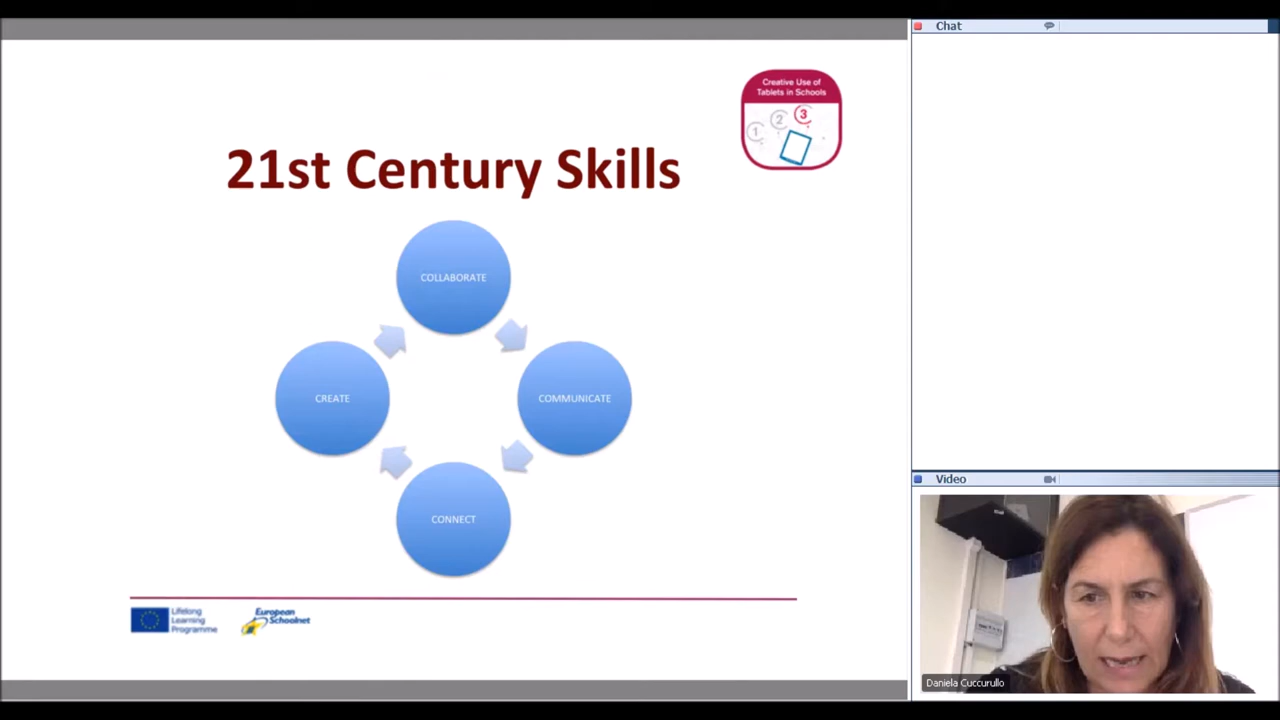 Chat
Creative Use of
Tablets in Schools
1
2
3
21st Century Skills
COLLABORATE
CREATE
COMMUNICATE
CONNECT
Lifelong
Learning
Programme
European
Schoolnet
Video
Daniela Cuccurullo